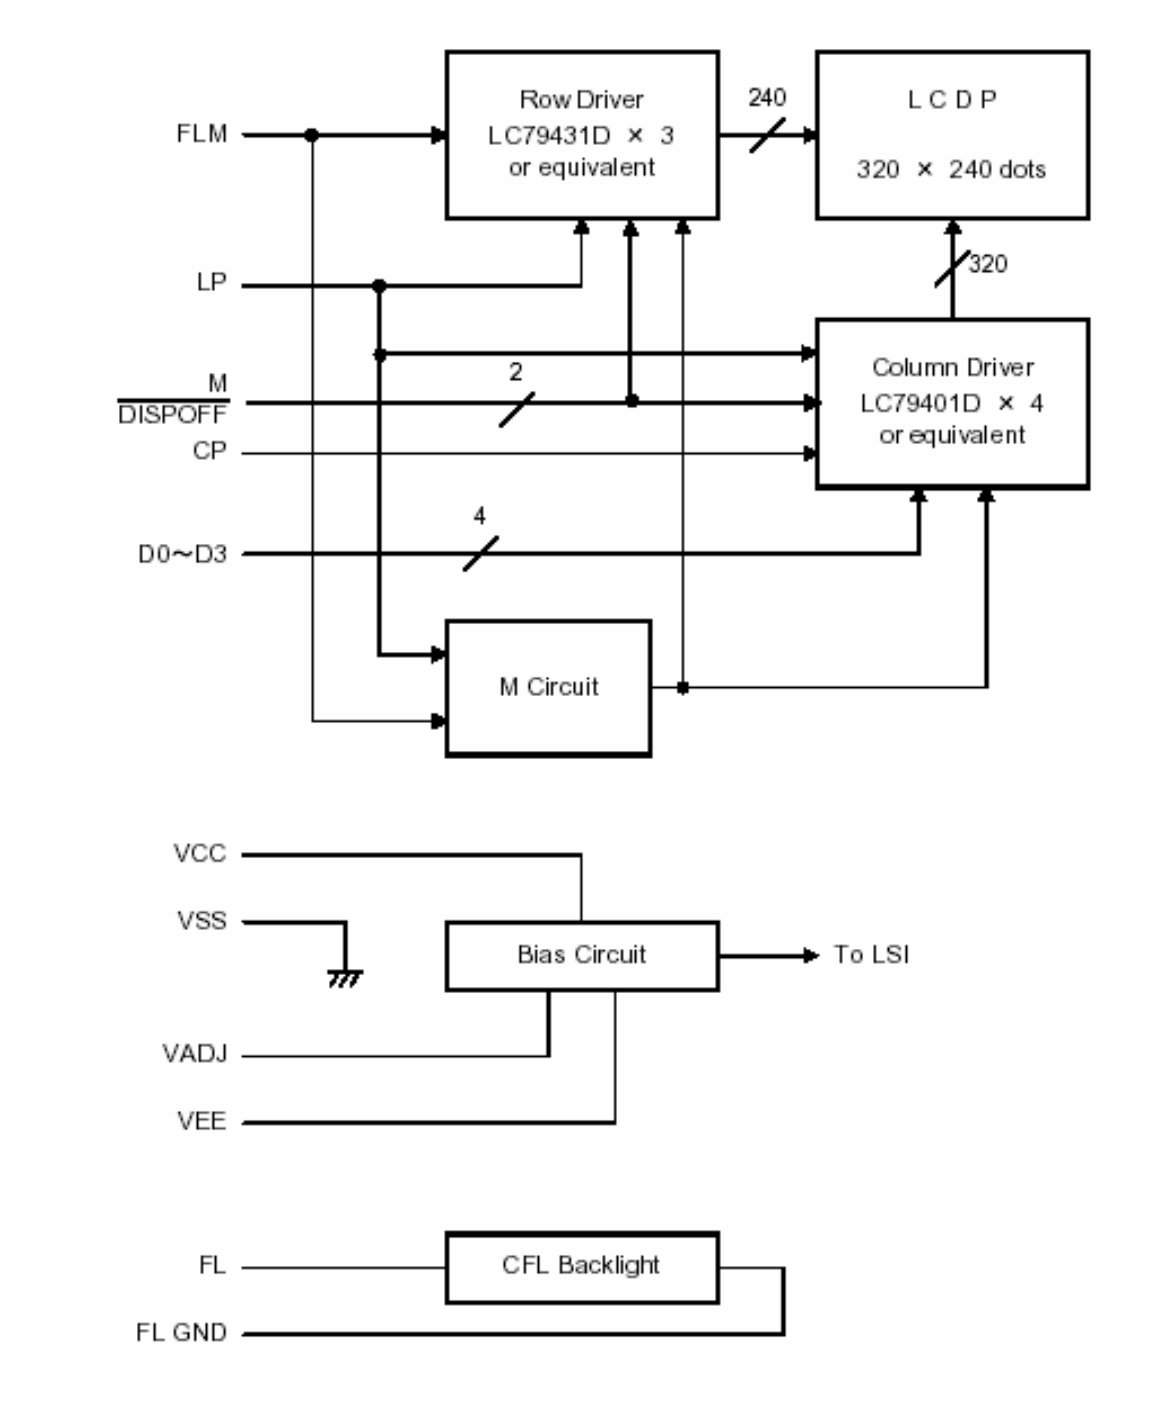 Row Driver
LC79431D × 3
or equivalent
240
L C D P
320 × 240 dots
FLM
LP
320
M
DISPOFF
2
Column Driver
LC79401D × 4
or equivalent
CP
4
D0～D3
M Circuit
VCC
VSS
Bias Circuit
To LSI
VADJ
VEE
FL
CFL Backlight
FL GND